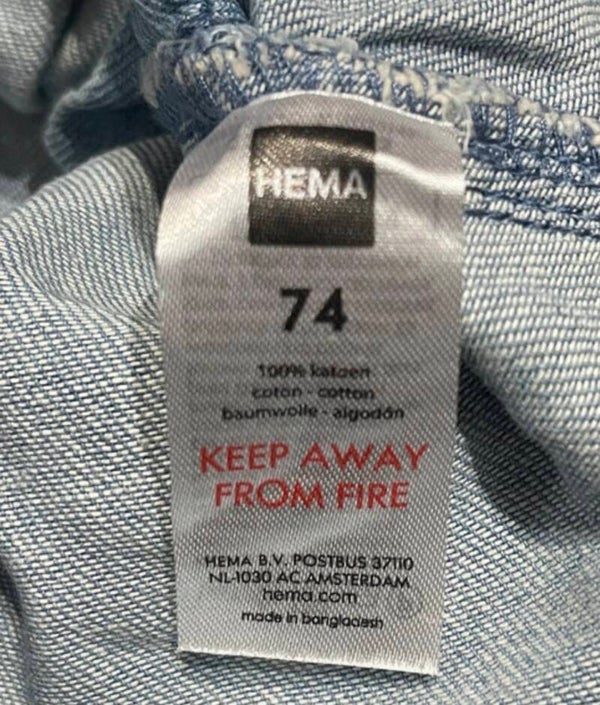 HEMA
74
100% katoen
coton - cotton
baumwolle - algodón
KEEP AWAY
FROM FIRE
HEMA B.V. POSTBUS 37110
NL-1030 AC AMSTERDAM
hema.com
made in bangladesh